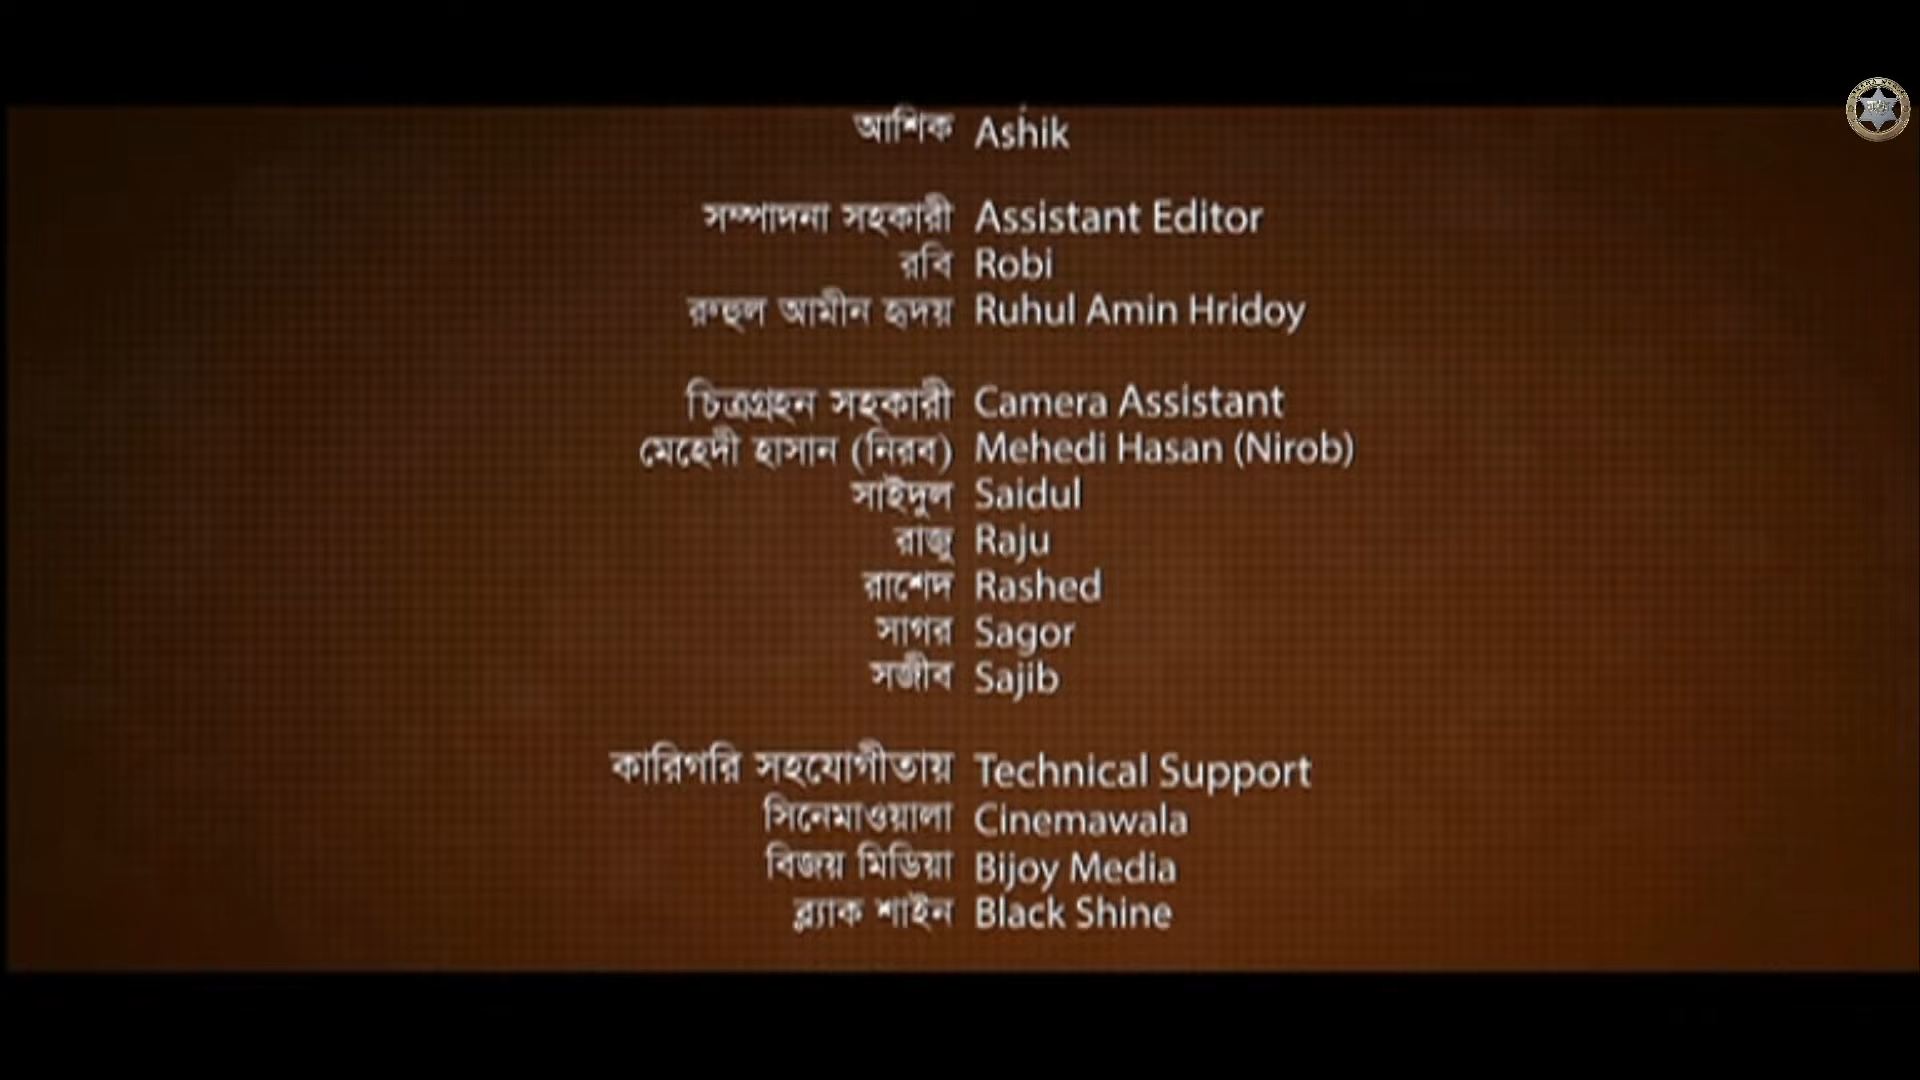 আশিক Ashik
সম্পাদনা সহকারী Assistant Editor
রবি Robi
রুহুল আমীন হৃদয় Ruhul Amin Hridoy
চিত্রগ্রহন সহকারী Camera Assistant
মেহেদী হাসান (নিরব) Mehedi Hasan (Nirob)
সাইদুল Saidul
রাজু Raju
রাশেদ Rashed
সাগর Sagor
সজীব Sajib
কারিগরি সহযোগীতায় Technical Support
সিনেমাওয়ালা Cinemawala
বিজয় মিডিয়া Bijoy Media
ব্ল্যাক শাইন Black Shine